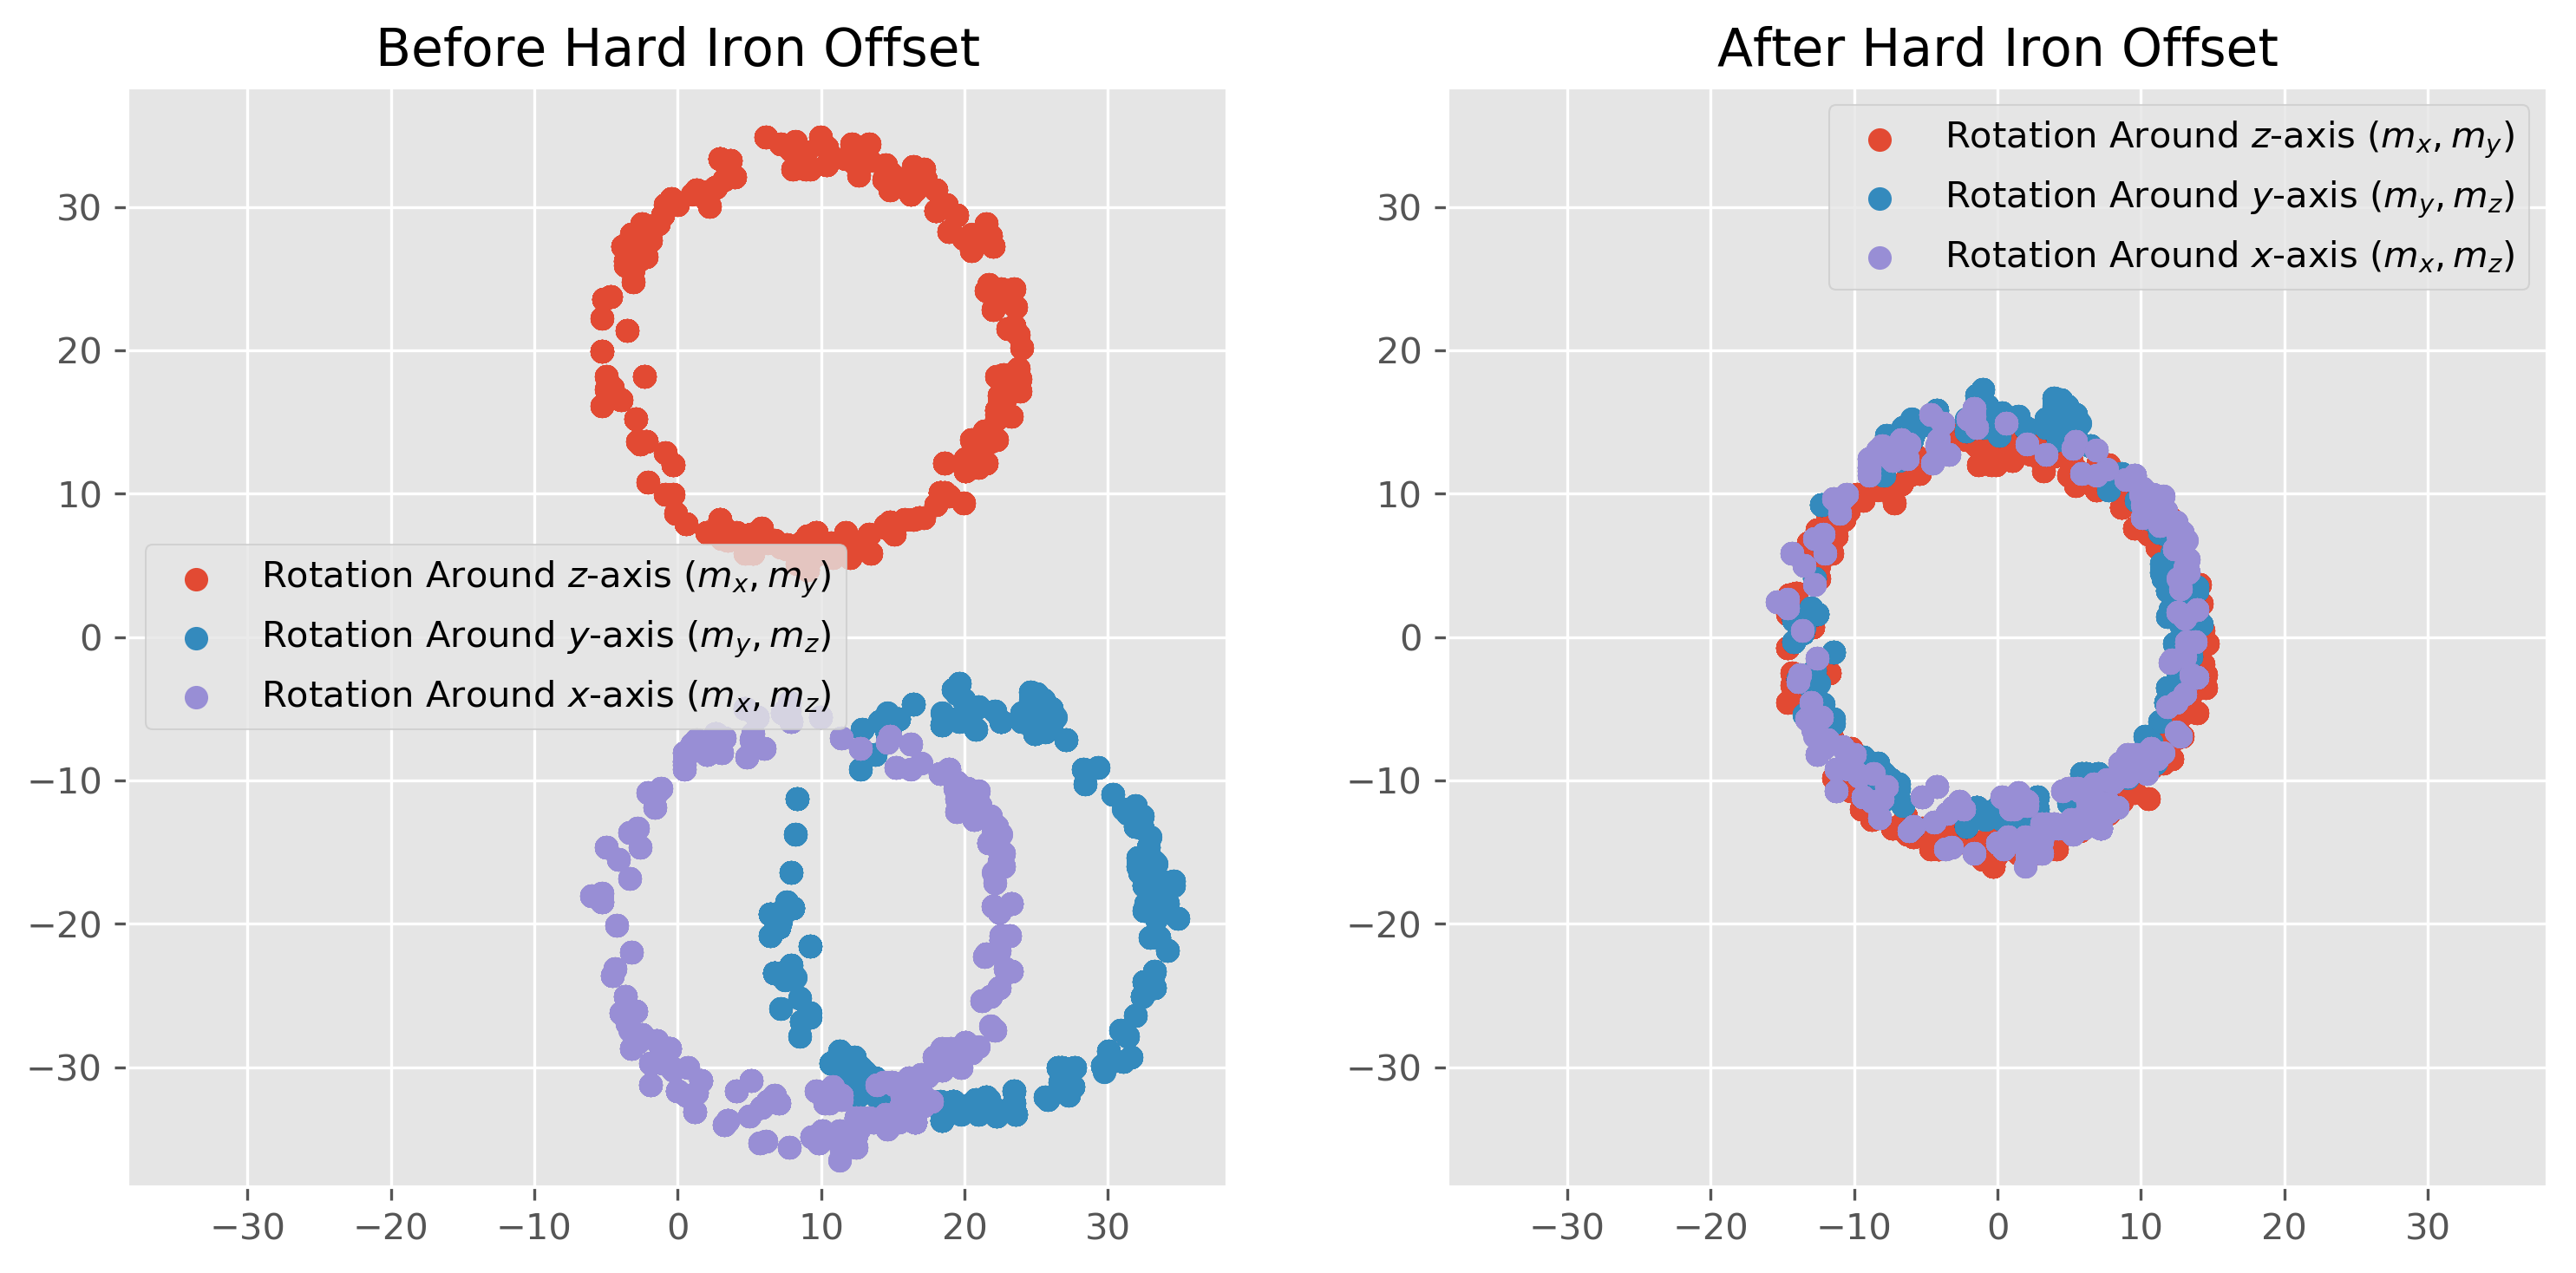 Before Hard Iron Offset
30
20
10
0
−10
−20
−30
−30 −20 −10 0 10 20 30
Rotation Around z-axis (mx, my)
Rotation Around y-axis (my, mz)
Rotation Around x-axis (mx, mz)
After Hard Iron Offset
30
20
10
0
−10
−20
−30
−30 −20 −10 0 10 20 30
Rotation Around z-axis (mx, my)
Rotation Around y-axis (my, mz)
Rotation Around x-axis (mx, mz)